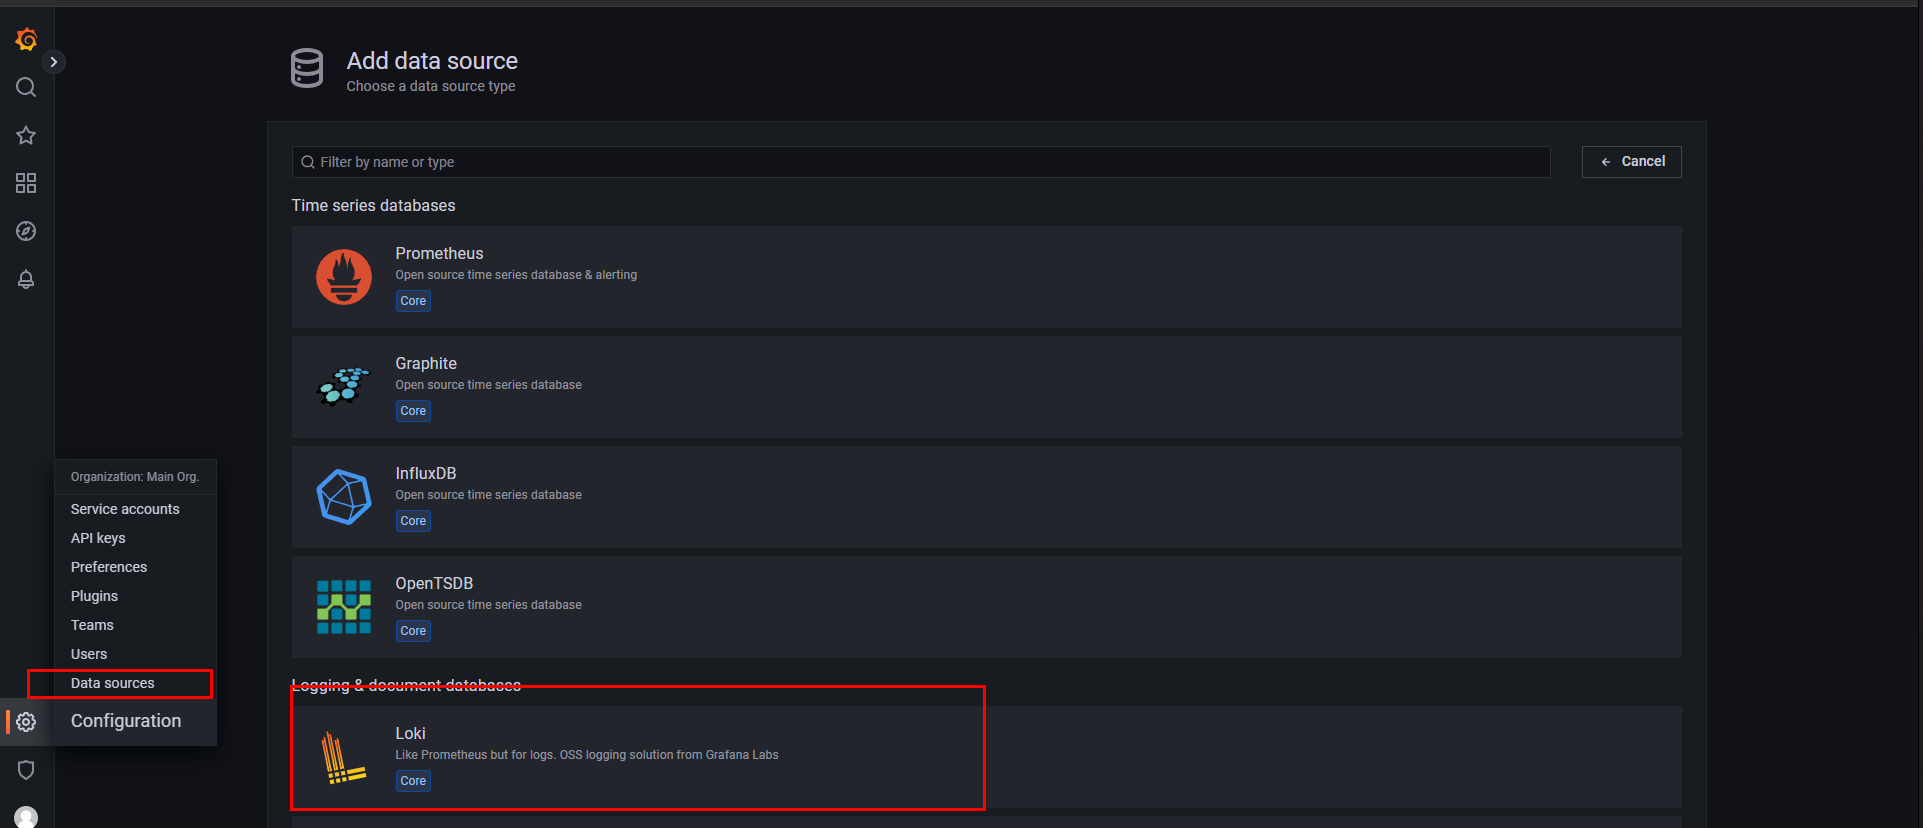 Add data source
Choose a data source type
Filter by name or type
Cancel
Time series databases
Prometheus
Open source time series database & alerting
Core
Graphite
Open source time series database
Core
InfluxDB
Open source time series database
Core
OpenTSDB
Open source time series database
Core
Logging & document databases
Loki
Like Prometheus but for logs. OSS logging solution from Grafana Labs
Core
Organization: Main Org.
Service accounts
API keys
Preferences
Plugins
Teams
Users
Data sources
Configuration